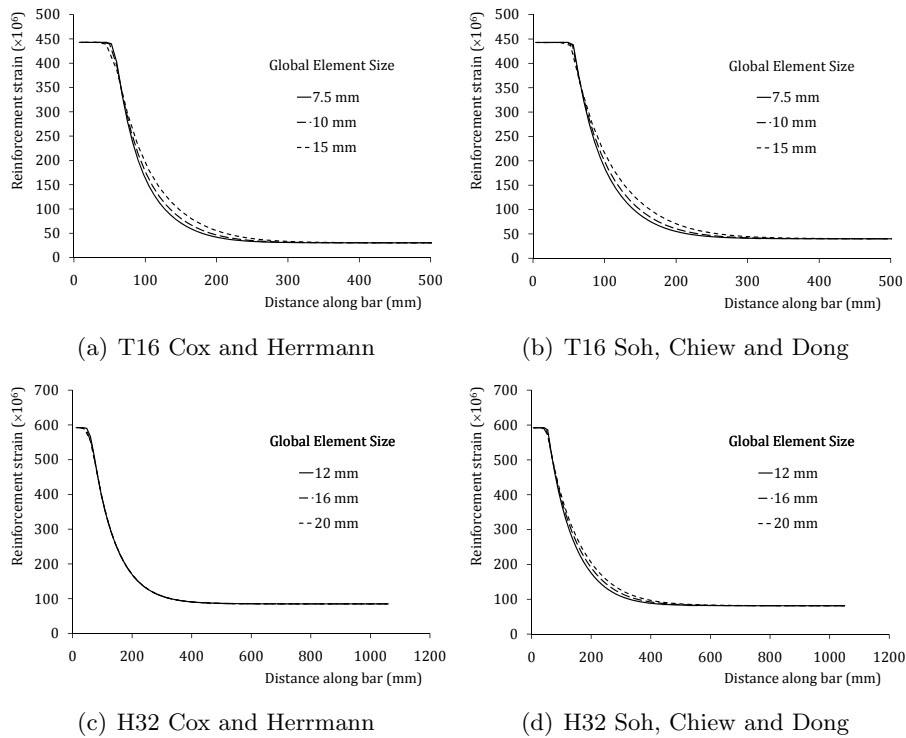 Reinforcement strain (×10⁶)
500
450
400
350
300
250
200
150
100
50
0
Global Element Size
7.5 mm
10 mm
15 mm
0 100 200 300 400 500
Distance along bar (mm)
(a) T16 Cox and Herrmann
Reinforcement strain (×10⁶)
500
450
400
350
300
250
200
150
100
50
0
Global Element Size
7.5 mm
10 mm
15 mm
0 100 200 300 400 500
Distance along bar (mm)
(b) T16 Soh, Chiew and Dong
Reinforcement strain (×10⁶)
700
600
500
400
300
200
100
0
Global Element Size
12 mm
16 mm
20 mm
0 200 400 600 800 1000 1200
Distance along bar (mm)
(c) H32 Cox and Herrmann
Reinforcement strain (×10⁶)
700
600
500
400
300
200
100
0
Global Element Size
12 mm
16 mm
20 mm
0 200 400 600 800 1000 1200
Distance along bar (mm)
(d) H32 Soh, Chiew and Dong